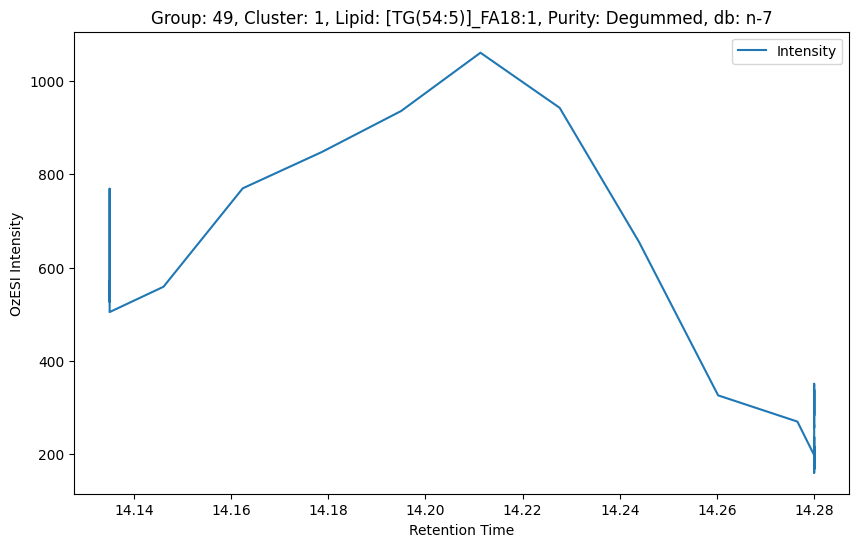 Group: 49, Cluster: 1, Lipid: [TG(54:5)]_FA18:1, Purity: Degummed, db: n-7
Intensity
1000
800
600
400
200
OzESI Intensity
14.14 14.16 14.18 14.20 14.22 14.24 14.26 14.28
Retention Time